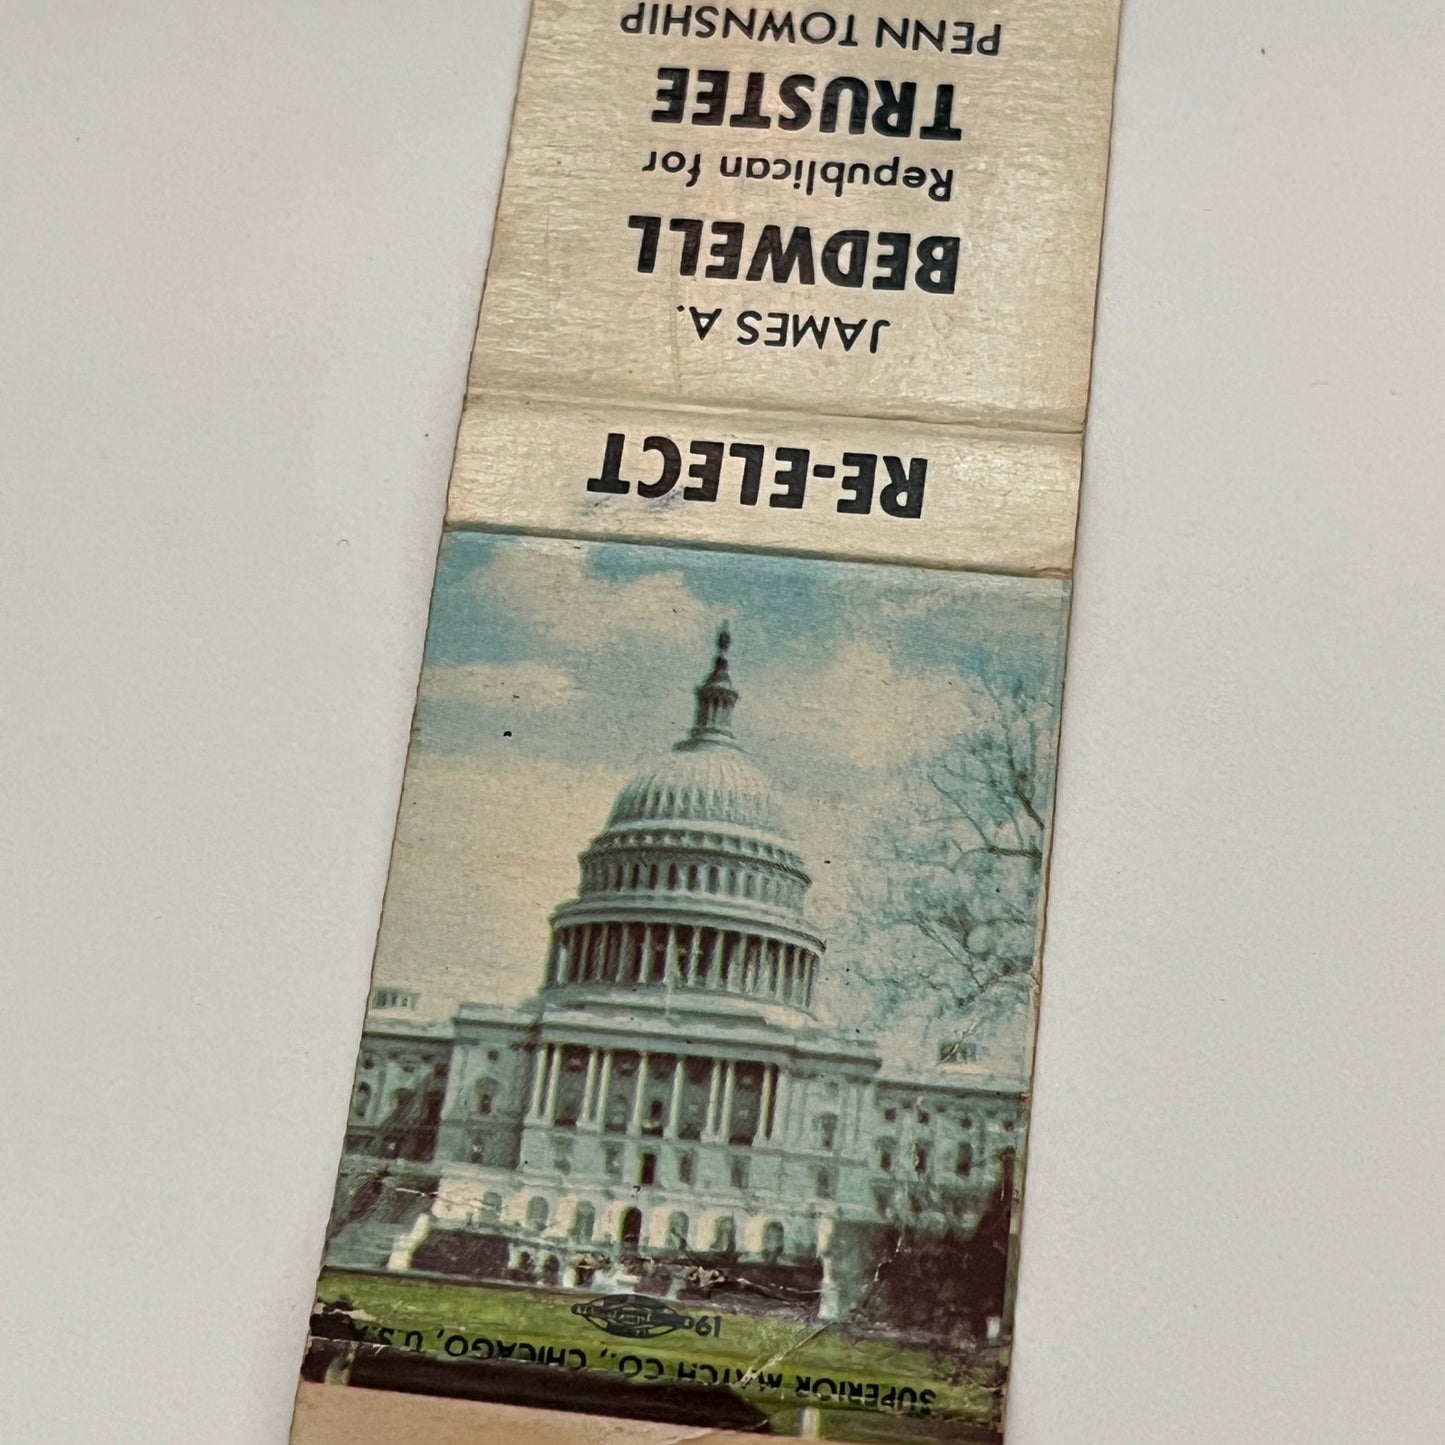 RE-ELECT
JAMES A.
BEDWELL
Republican for
TRUSTEE
PENN TOWNSHIP
SUPERIOR MATCH CO., CHICAGO, U.S.A.